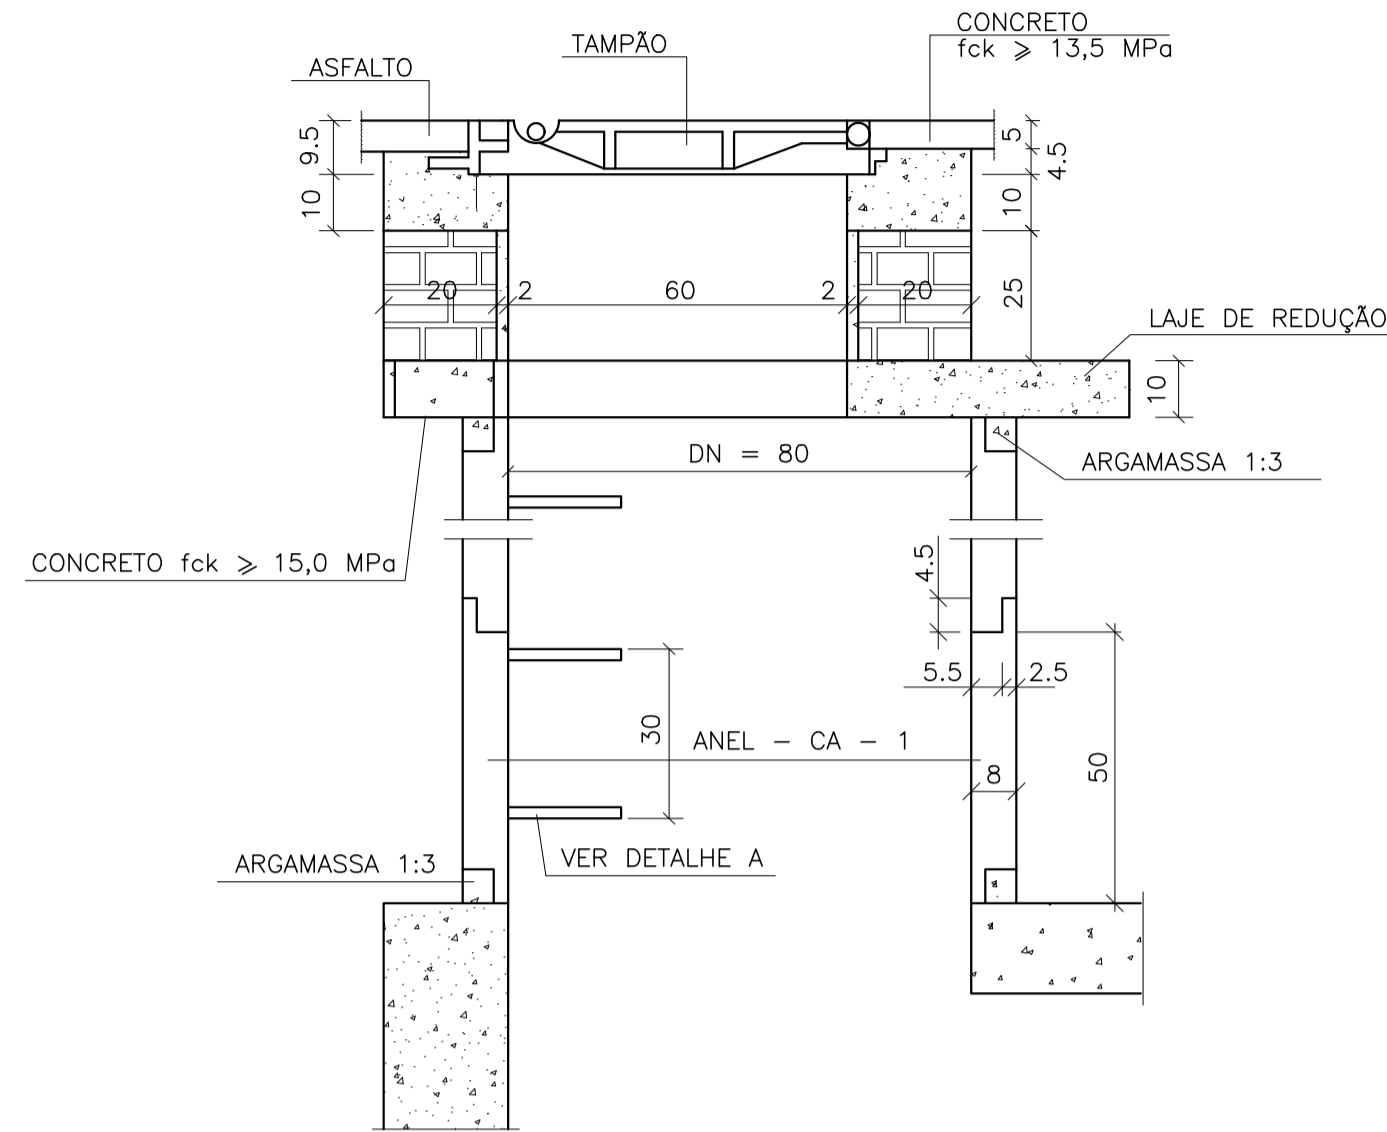 CONCRETO
fck ⩾ 13,5 MPa
TAMPÃO
ASFALTO
9.5
5
4.5
10
10
20
2
60
2
20
25
LAJE DE REDUÇÃO
10
DN = 80
ARGAMASSA 1:3
CONCRETO fck ⩾ 15,0 MPa
4.5
5.5
2.5
30
ANEL - CA - 1
8
50
ARGAMASSA 1:3
VER DETALHE A